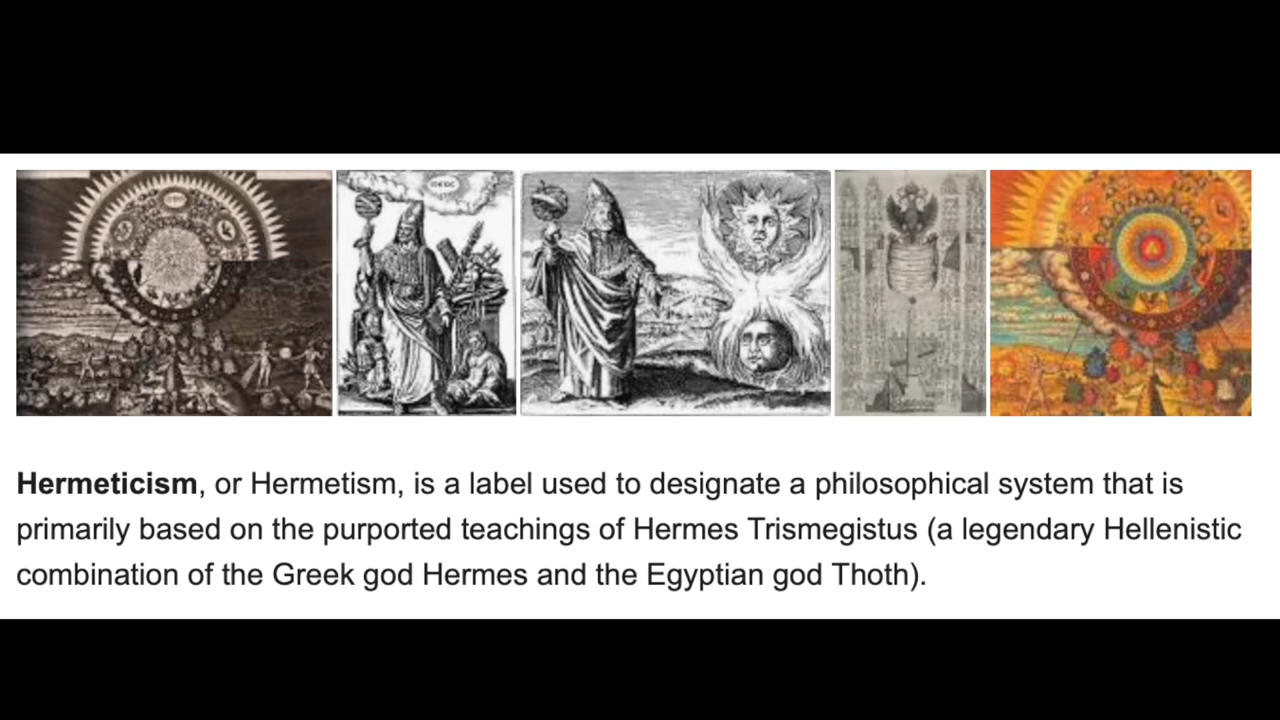 Hermeticism, or Hermetism, is a label used to designate a philosophical system that is
primarily based on the purported teachings of Hermes Trismegistus (a legendary Hellenistic
combination of the Greek god Hermes and the Egyptian god Thoth).